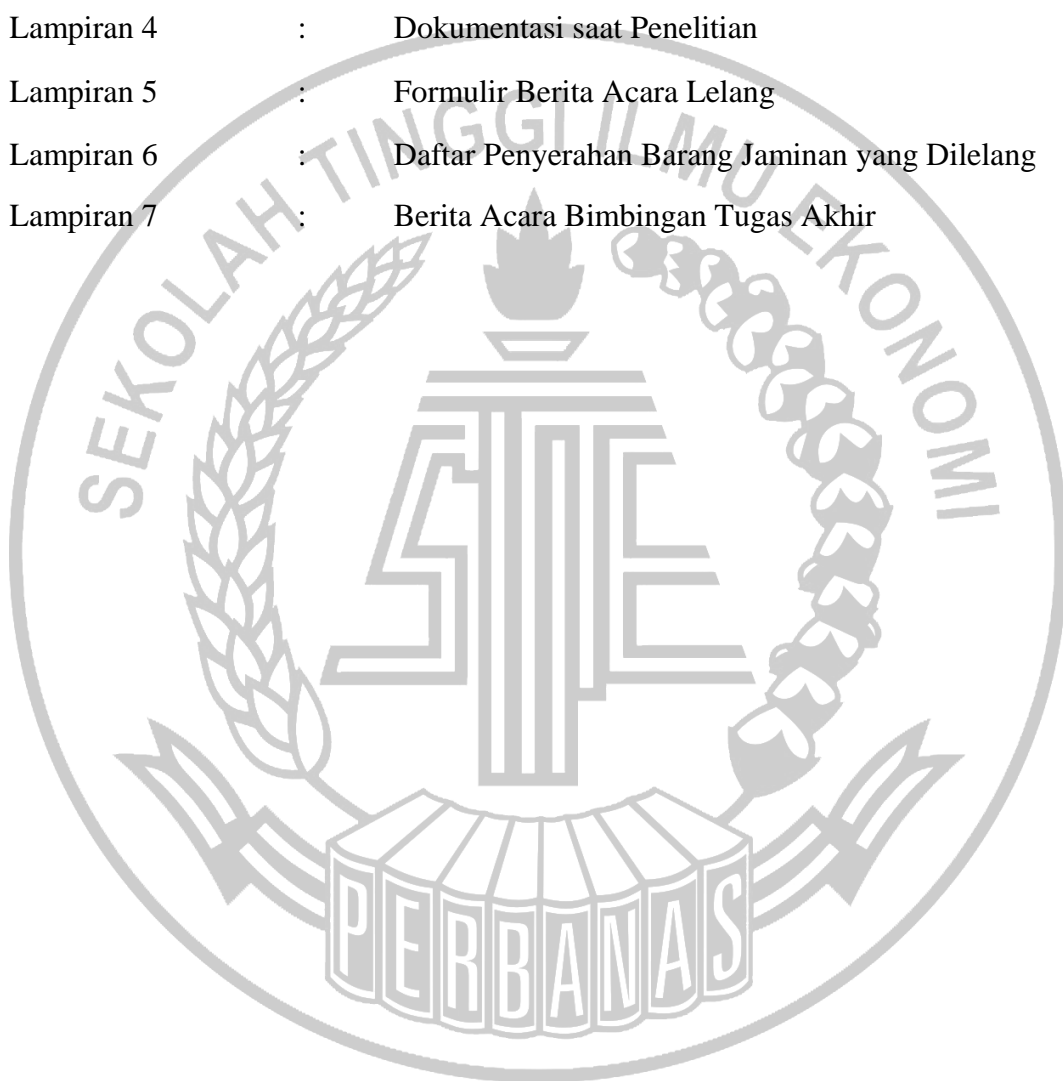 Lampiran 4 : Dokumentasi saat Penelitian
Lampiran 5 : Formulir Berita Acara Lelang
Lampiran 6 : Daftar Penyerahan Barang Jaminan yang Dilelang
Lampiran 7 : Berita Acara Bimbingan Tugas Akhir
SEKOLAH TINGGI ILMU EKONOMI
STIE
PERBANAS